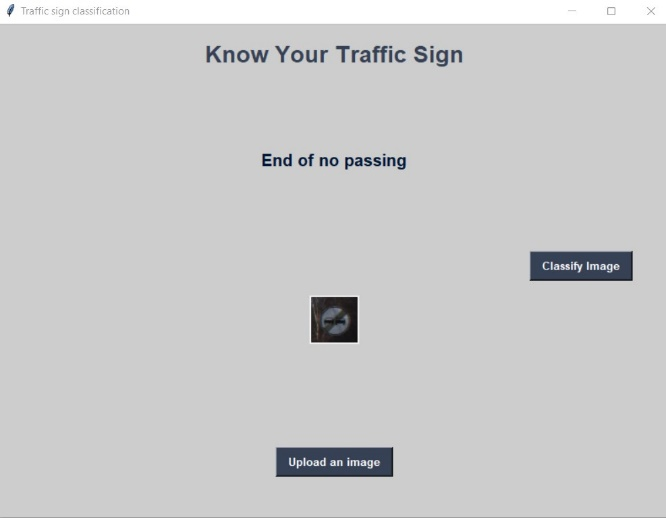 Traffic sign classification
Know Your Traffic Sign
End of no passing
Classify Image
Upload an image